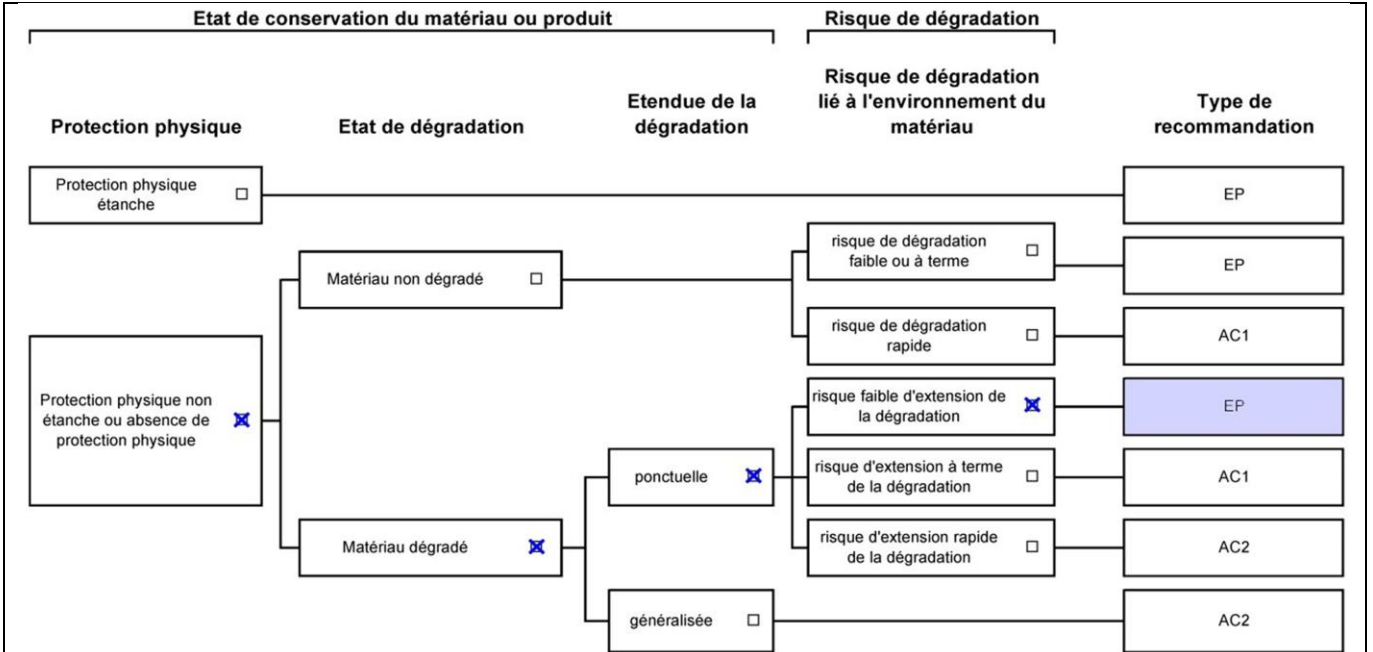 Etat de conservation du matériau ou produit
Risque de dégradation
Protection physique
Etat de dégradation
Etendue de la
dégradation
Risque de dégradation
lié à l'environnement du
matériau
Type de
recommandation
Protection physique
étanche
EP
Matériau non dégradé
risque de dégradation
faible ou à terme
EP
risque de dégradation
rapide
AC1
Protection physique non
étanche ou absence de
protection physique
Matériau dégradé
ponctuelle
risque faible d'extension de
la dégradation
EP
risque d'extension à terme
de la dégradation
AC1
risque d'extension rapide
de la dégradation
AC2
généralisée
AC2